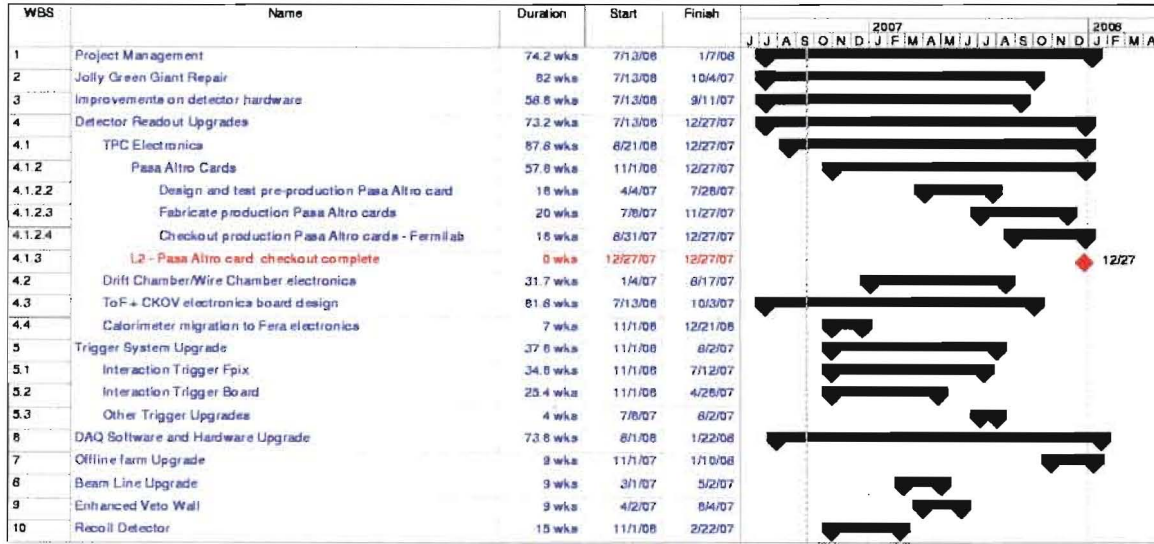 WBS Name Duration Start Finish
2007 2008
J J A S O N D J F M A M J J A S O N D J F M A
1 Project Management 74.2 wks 7/13/06 1/7/08
2 Jolly Green Giant Repair 62 wks 7/13/06 10/4/07
3 Improvements on detector hardware 58.6 wks 7/13/06 9/11/07
4 Detector Readout Upgrades 73.2 wks 7/13/06 12/27/07
4.1 TPC Electronics 67.8 wks 8/21/06 12/27/07
4.1.2 Pasa Altro Cards 57.6 wks 11/1/06 12/27/07
4.1.2.2 Design and test pre-production Pasa Altro card 16 wks 4/4/07 7/26/07
4.1.2.3 Fabricate production Pasa Altro cards 20 wks 7/6/07 11/27/07
4.1.2.4 Checkout production Pasa Altro cards - Fermilab 16 wks 8/31/07 12/27/07
4.1.3 L2 - Pasa Altro card checkout complete 0 wks 12/27/07 12/27/07 12/27
4.2 Drift Chamber/Wire Chamber electronics 31.7 wks 1/4/07 8/17/07
4.3 ToF + CKOV electronics board design 61.8 wks 7/13/06 10/3/07
4.4 Calorimeter migration to Fera electronics 7 wks 11/1/06 12/21/06
5 Trigger System Upgrade 37.6 wks 11/1/06 8/2/07
5.1 Interaction Trigger Fpix 34.6 wks 11/1/06 7/12/07
5.2 Interaction Trigger Board 25.4 wks 11/1/06 4/26/07
5.3 Other Trigger Upgrades 4 wks 7/6/07 8/2/07
6 DAQ Software and Hardware Upgrade 73.6 wks 8/1/06 1/22/08
7 Offline farm Upgrade 9 wks 11/1/07 1/10/08
8 Beam Line Upgrade 9 wks 3/1/07 5/2/07
9 Enhanced Veto Wall 9 wks 4/2/07 6/4/07
10 Recoil Detector 15 wks 11/1/06 2/22/07